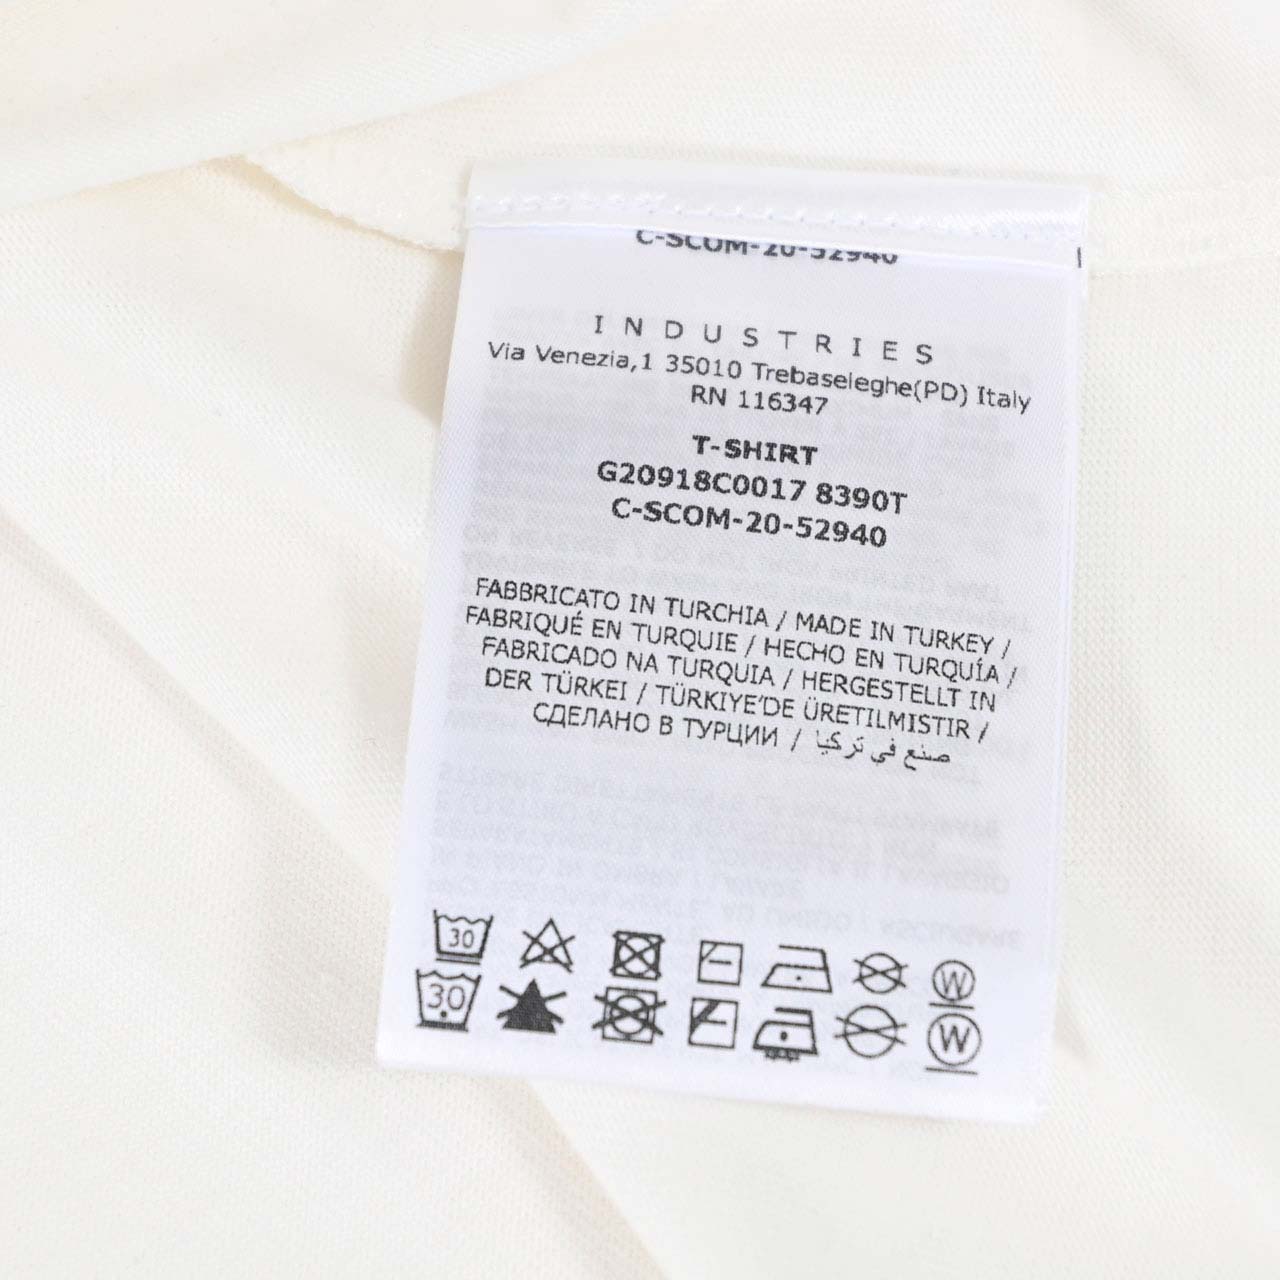 C-SCOM-20-52940
INDUSTRIES
Via Venezia,1 35010 Trebaseleghe(PD) Italy
RN 116347
T-SHIRT
G20918C0017 8390T
C-SCOM-20-52940
FABBRICATO IN TURCHIA / MADE IN TURKEY /
FABRIQUÉ EN TURQUIE / HECHO EN TURQUÍA /
FABRICADO NA TURQUIA / HERGESTELLT IN
DER TÜRKEI / TÜRKIYE'DE ÜRETILMISTIR /
СДЕЛАНО В ТУРЦИИ / صنع في تركيا
30 W
30 W